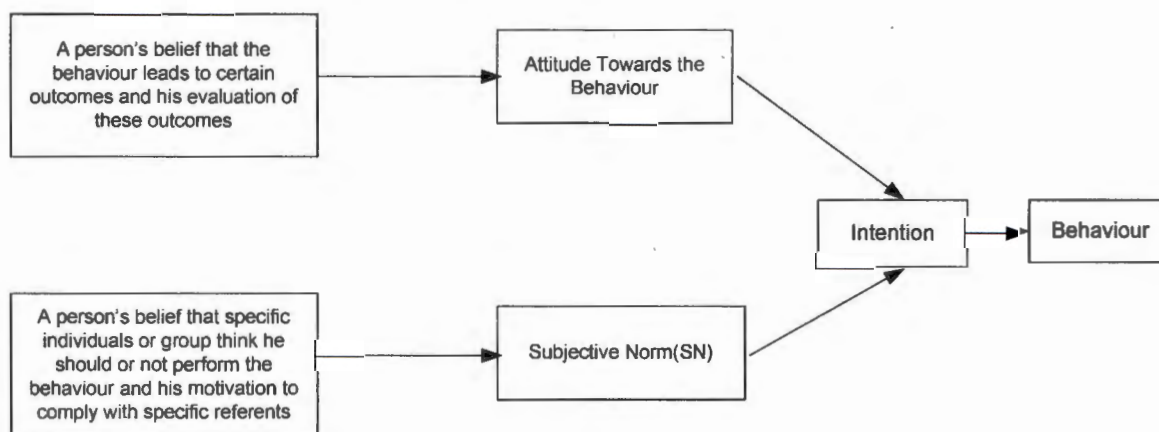 A person's belief that the
behaviour leads to certain
outcomes and his evaluation of
these outcomes
Attitude Towards the
Behaviour
Intention
Behaviour
A person's belief that specific
individuals or group think he
should or not perform the
behaviour and his motivation to
comply with specific referents
Subjective Norm(SN)